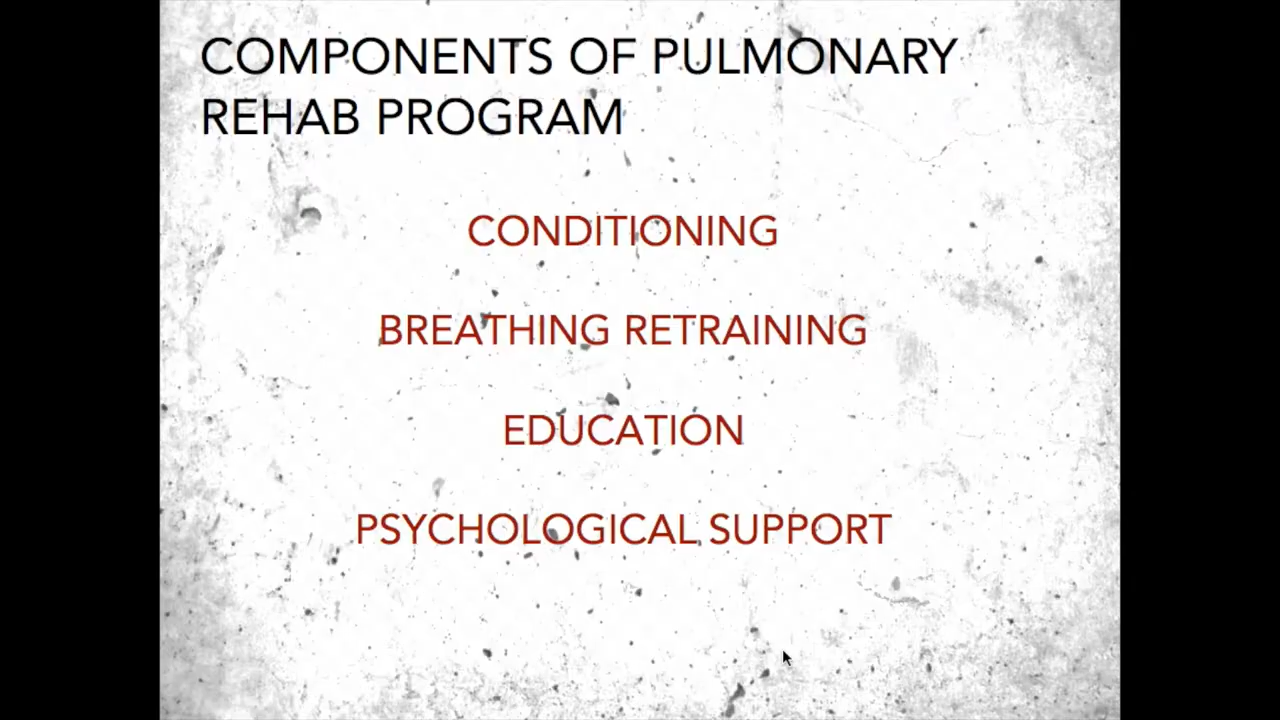 COMPONENTS OF PULMONARY
REHAB PROGRAM
CONDITIONING
BREATHING RETRAINING
EDUCATION
PSYCHOLOGICAL SUPPORT